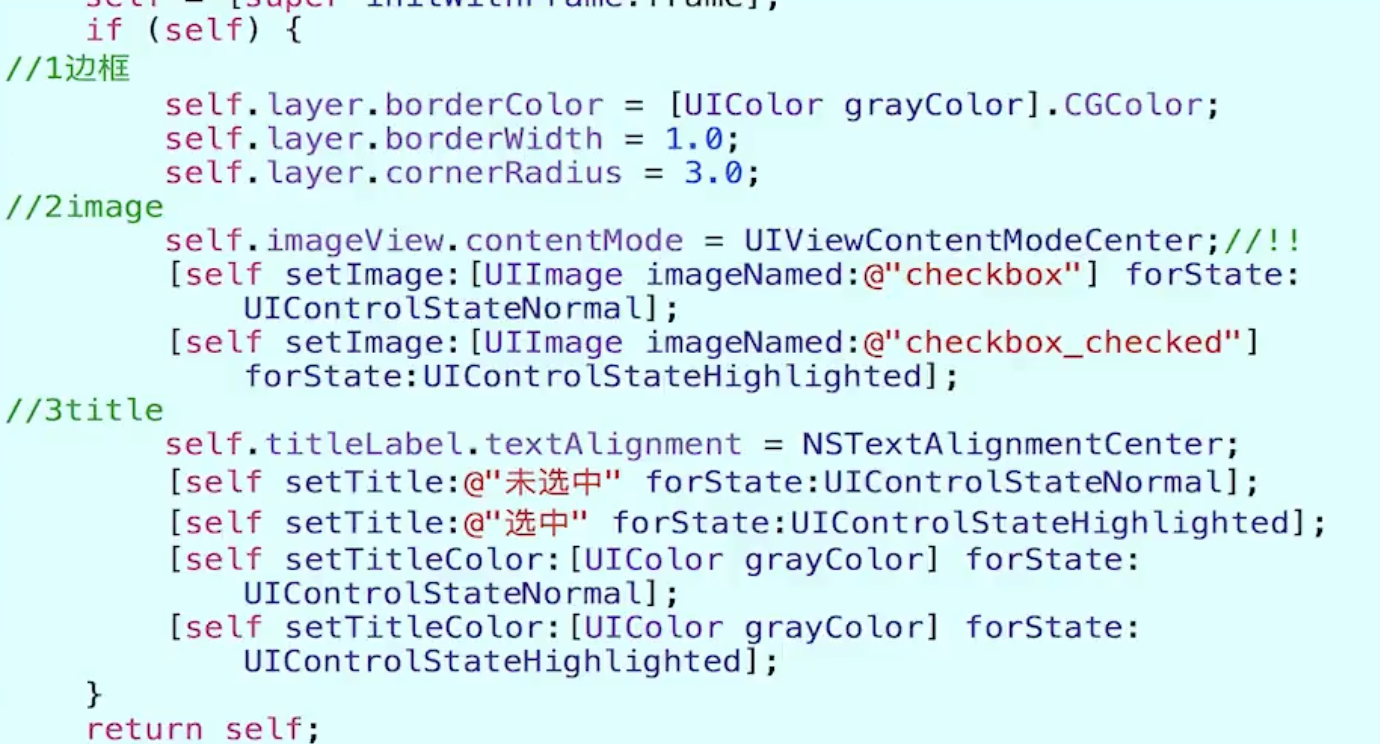 self = [super initWithFrame:frame];
if (self) {
//1边框
self.layer.borderColor = [UIColor grayColor].CGColor;
self.layer.borderWidth = 1.0;
self.layer.cornerRadius = 3.0;
//2image
self.imageView.contentMode = UIViewContentModeCenter;//!!
[self setImage:[UIImage imageNamed:@"checkbox"] forState:
UIControlStateNormal];
[self setImage:[UIImage imageNamed:@"checkbox_checked"]
forState:UIControlStateHighlighted];
//3title
self.titleLabel.textAlignment = NSTextAlignmentCenter;
[self setTitle:@"未选中" forState:UIControlStateNormal];
[self setTitle:@"选中" forState:UIControlStateHighlighted];
[self setTitleColor:[UIColor grayColor] forState:
UIControlStateNormal];
[self setTitleColor:[UIColor grayColor] forState:
UIControlStateHighlighted];
}
return self;